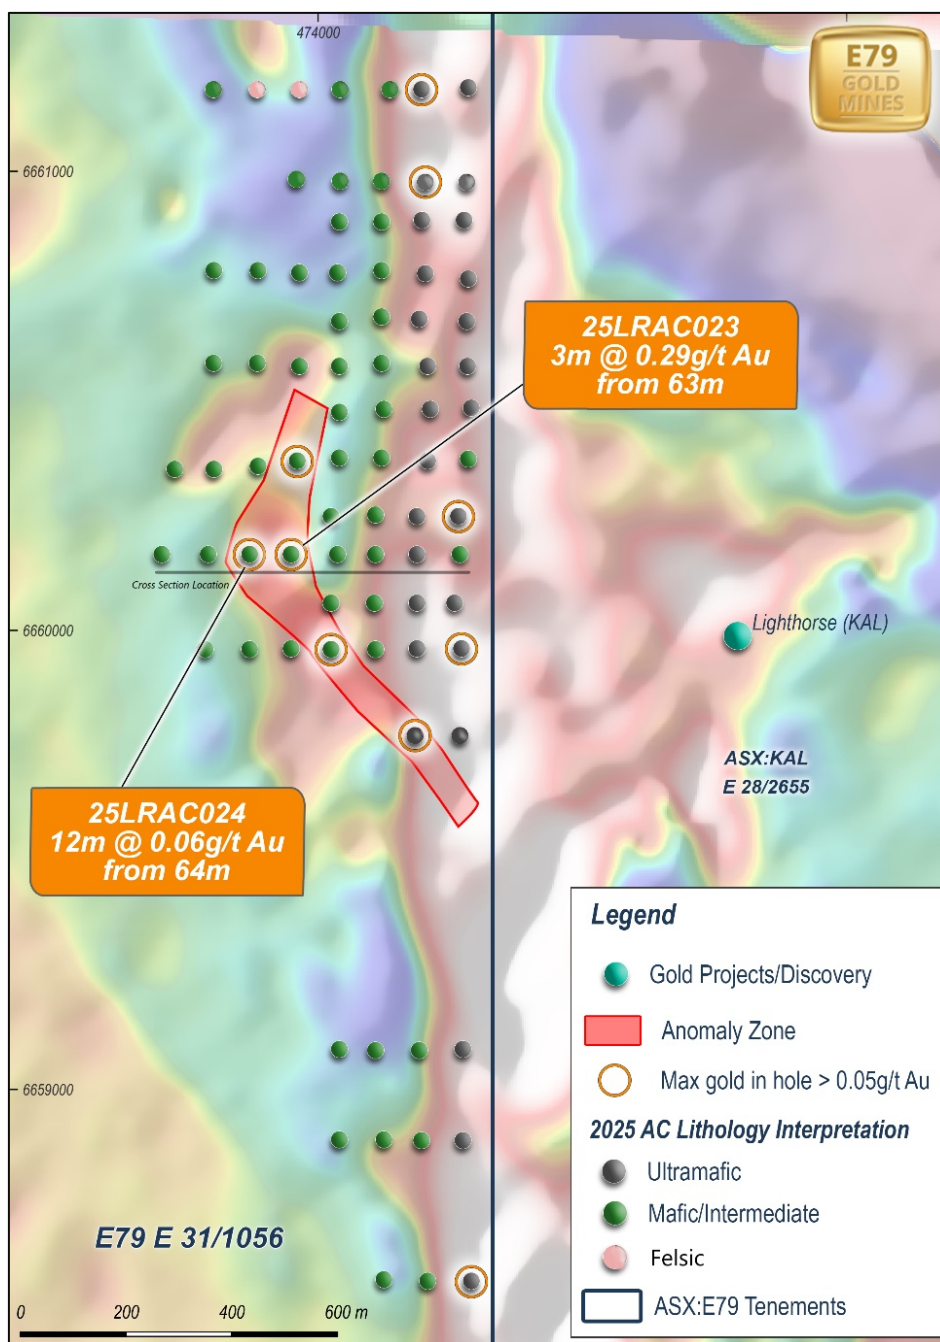 474000
E79
GOLD
MINES
6661000
25LRAC023
3m @ 0.29g/t Au
from 63m
Cross Section Location
6660000
Lighthorse (KAL)
ASX:KAL
E 28/2655
25LRAC024
12m @ 0.06g/t Au
from 64m
Legend
Gold Projects/Discovery
Anomaly Zone
Max gold in hole > 0.05g/t Au
2025 AC Lithology Interpretation
Ultramafic
Mafic/Intermediate
Felsic
ASX:E79 Tenements
6659000
E79 E 31/1056
0 200 400 600 m